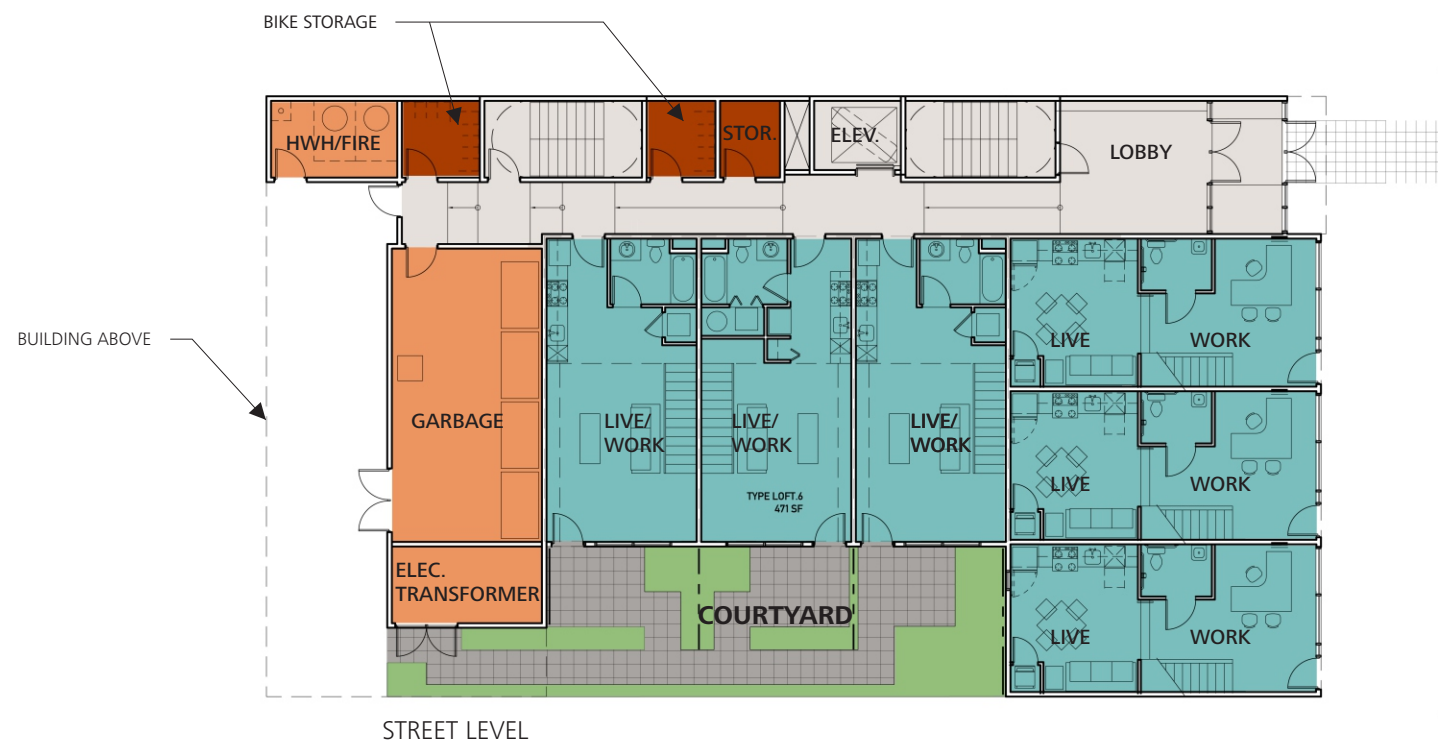 BIKE STORAGE
HWH/FIRE
STOR.
ELEV.
LOBBY
BUILDING ABOVE
GARBAGE
LIVE/
WORK
LIVE/
WORK
TYPE LOFT.6
471 SF
LIVE/
WORK
LIVE
WORK
LIVE
WORK
LIVE
WORK
ELEC.
TRANSFORMER
COURTYARD
STREET LEVEL